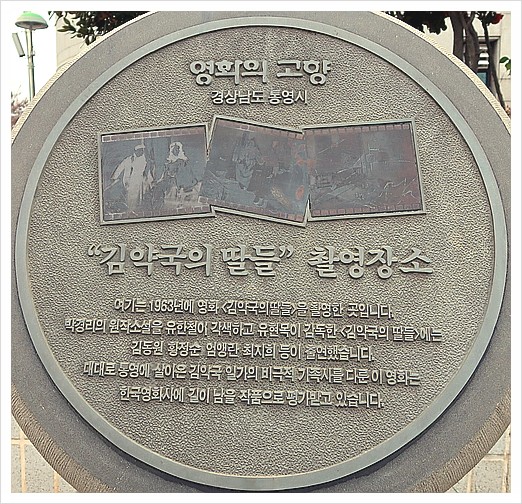 영화의 고향
경상남도 통영시
“김약국의 딸들” 촬영장소
여기는 1963년에 영화 <김약국의딸들>을 촬영한 곳입니다.
박경리의 원작소설을 유한철이 각색하고 유현목이 감독한 <김약국의 딸들>에는
김동원 황정순 엄앵란 최지희 등이 출연했습니다.
대대로 통영에 살아온 김약국 일가의 비극적 가족사를 다룬 이 영화는
한국영화사에 길이 남을 작품으로 평가받고 있습니다.